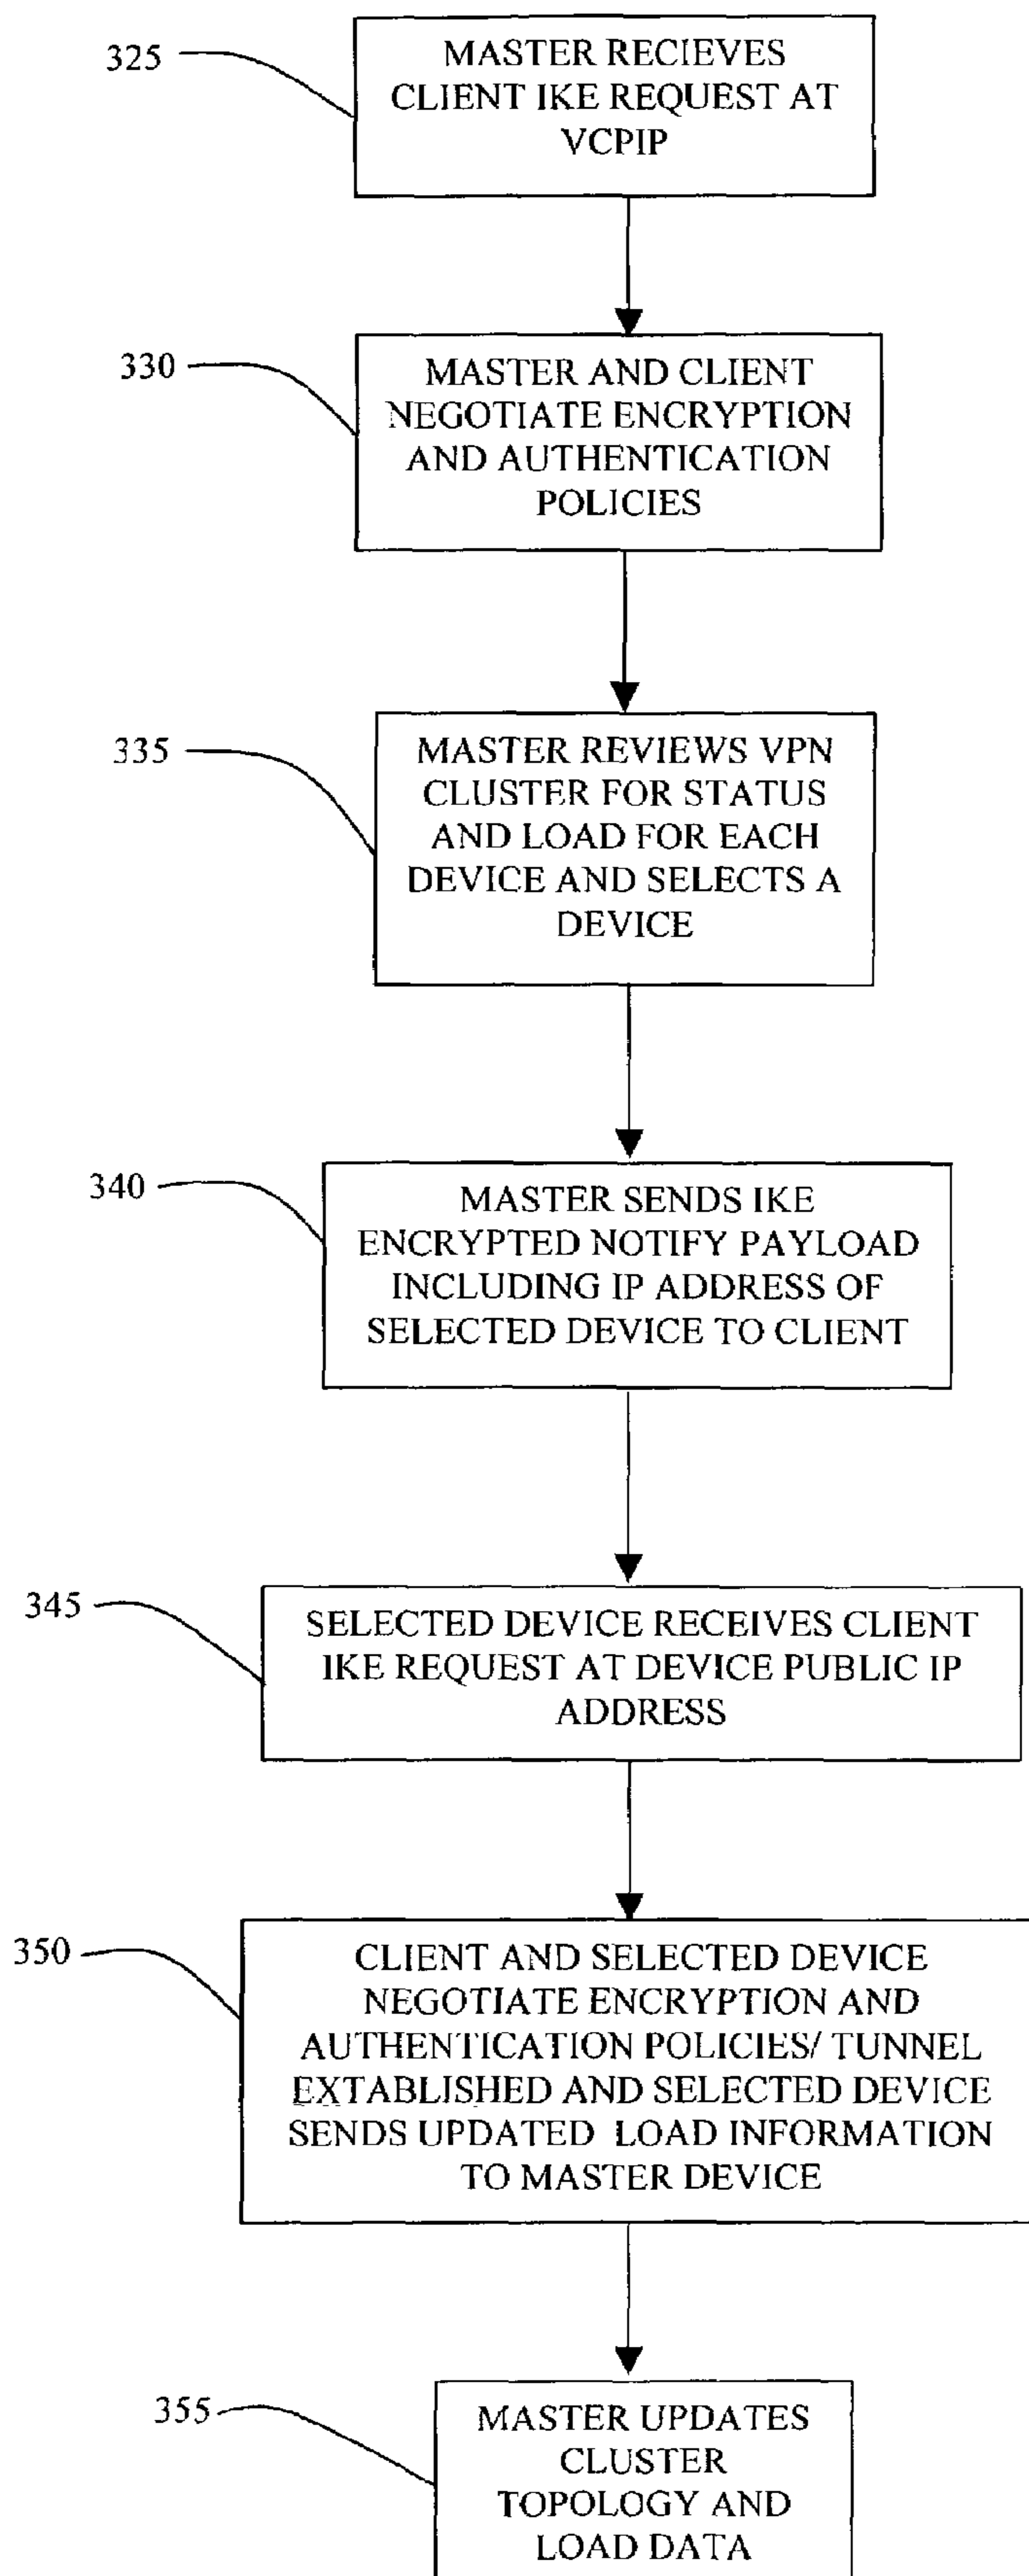 325
MASTER RECIEVES
CLIENT IKE REQUEST AT
VCPIP
330
MASTER AND CLIENT
NEGOTIATE ENCRYPTION
AND AUTHENTICATION
POLICIES
335
MASTER REVIEWS VPN
CLUSTER FOR STATUS
AND LOAD FOR EACH
DEVICE AND SELECTS A
DEVICE
340
MASTER SENDS IKE
ENCRYPTED NOTIFY PAYLOAD
INCLUDING IP ADDRESS OF
SELECTED DEVICE TO CLIENT
345
SELECTED DEVICE RECEIVES CLIENT
IKE REQUEST AT DEVICE PUBLIC IP
ADDRESS
350
CLIENT AND SELECTED DEVICE
NEGOTIATE ENCRYPTION AND
AUTHENTICATION POLICIES/ TUNNEL
EXTABLISHED AND SELECTED DEVICE
SENDS UPDATED LOAD INFORMATION
TO MASTER DEVICE
355
MASTER UPDATES
CLUSTER
TOPOLOGY AND
LOAD DATA